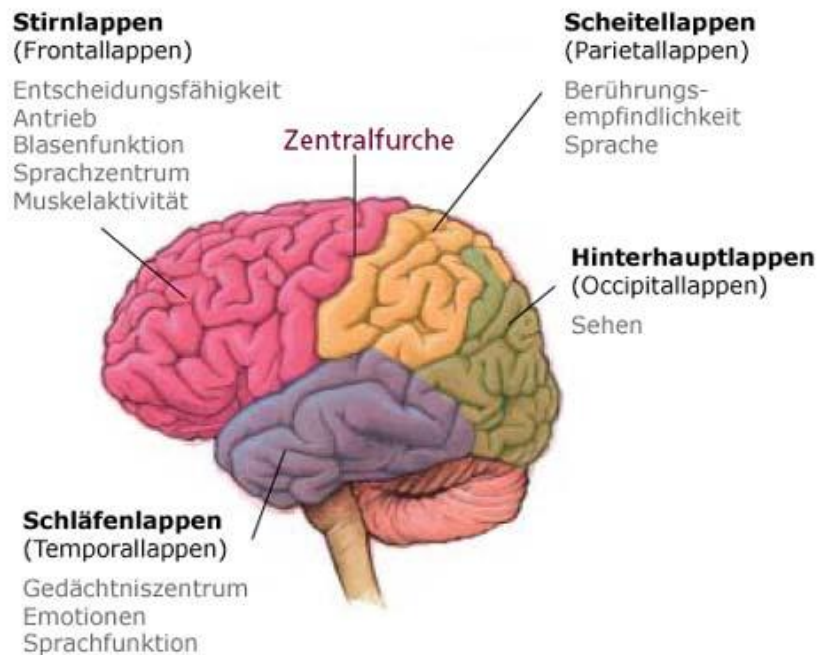 Stirnlappen
(Frontallappen)
Entscheidungsfähigkeit
Antrieb
Blasenfunktion
Sprachzentrum
Muskelaktivität
Zentralfurche
Scheitellappen
(Parietallappen)
Berührungs-
empfindlichkeit
Sprache
Hinterhauptlappen
(Occipitallappen)
Sehen
Schläfenlappen
(Temporallappen)
Gedächtniszentrum
Emotionen
Sprachfunktion